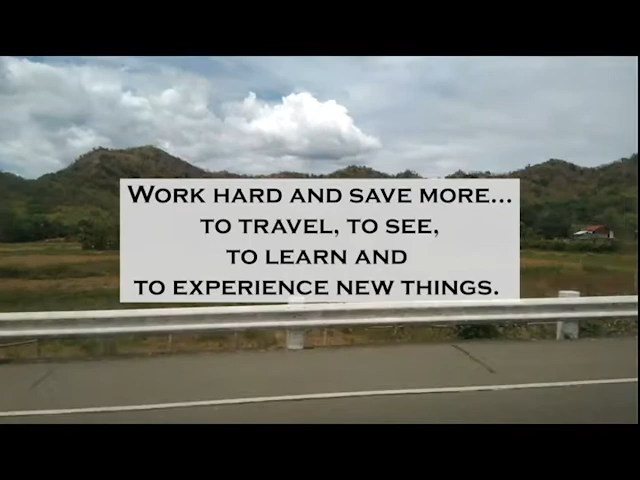 WORK HARD AND SAVE MORE...
TO TRAVEL, TO SEE,
TO LEARN AND
TO EXPERIENCE NEW THINGS.